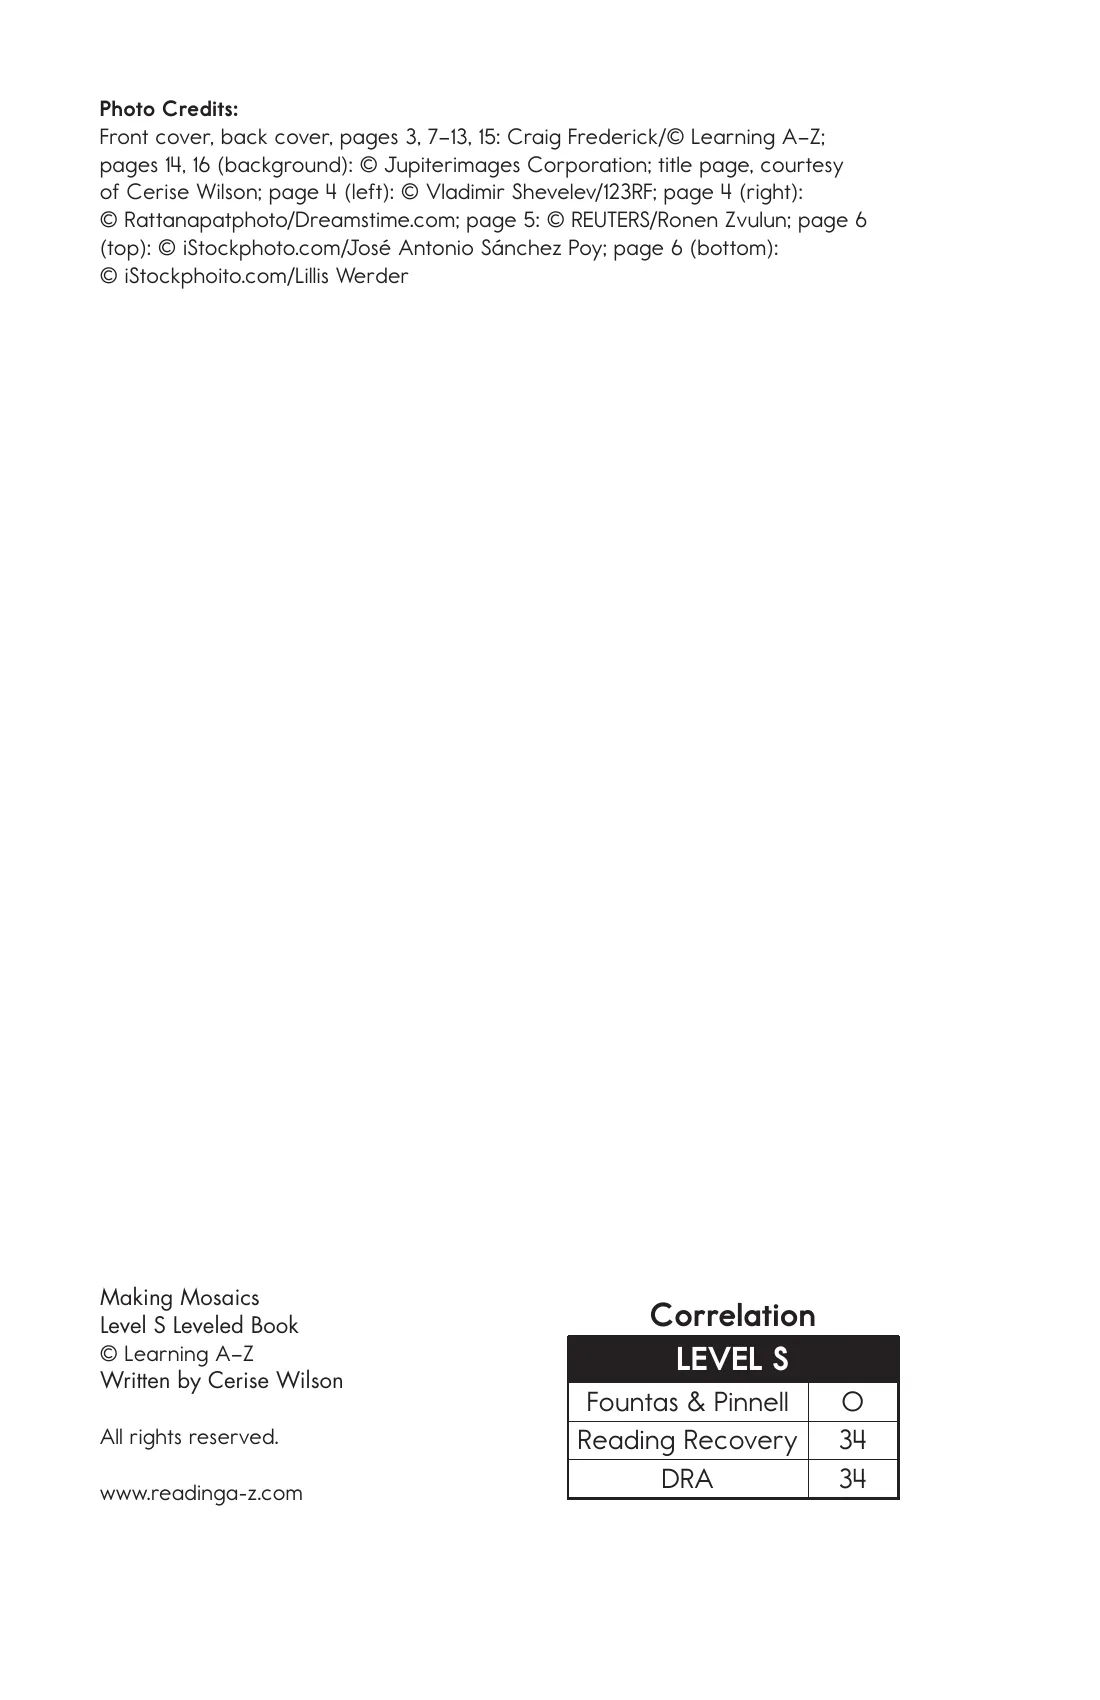 Photo Credits:
Front cover, back cover, pages 3, 7–13, 15: Craig Frederick/© Learning A–Z;
pages 14, 16 (background): © Jupiterimages Corporation; title page, courtesy
of Cerise Wilson; page 4 (left): © Vladimir Shevelev/123RF; page 4 (right):
© Rattanapatphoto/Dreamstime.com; page 5: © REUTERS/Ronen Zvulun; page 6
(top): © iStockphoto.com/José Antonio Sánchez Poy; page 6 (bottom):
© iStockphoito.com/Lillis Werder
Making Mosaics
Level S Leveled Book
© Learning A–Z
Written by Cerise Wilson
All rights reserved.
www.readinga-z.com
Correlation
LEVEL S
Fountas & Pinnell O
Reading Recovery 34
DRA 34